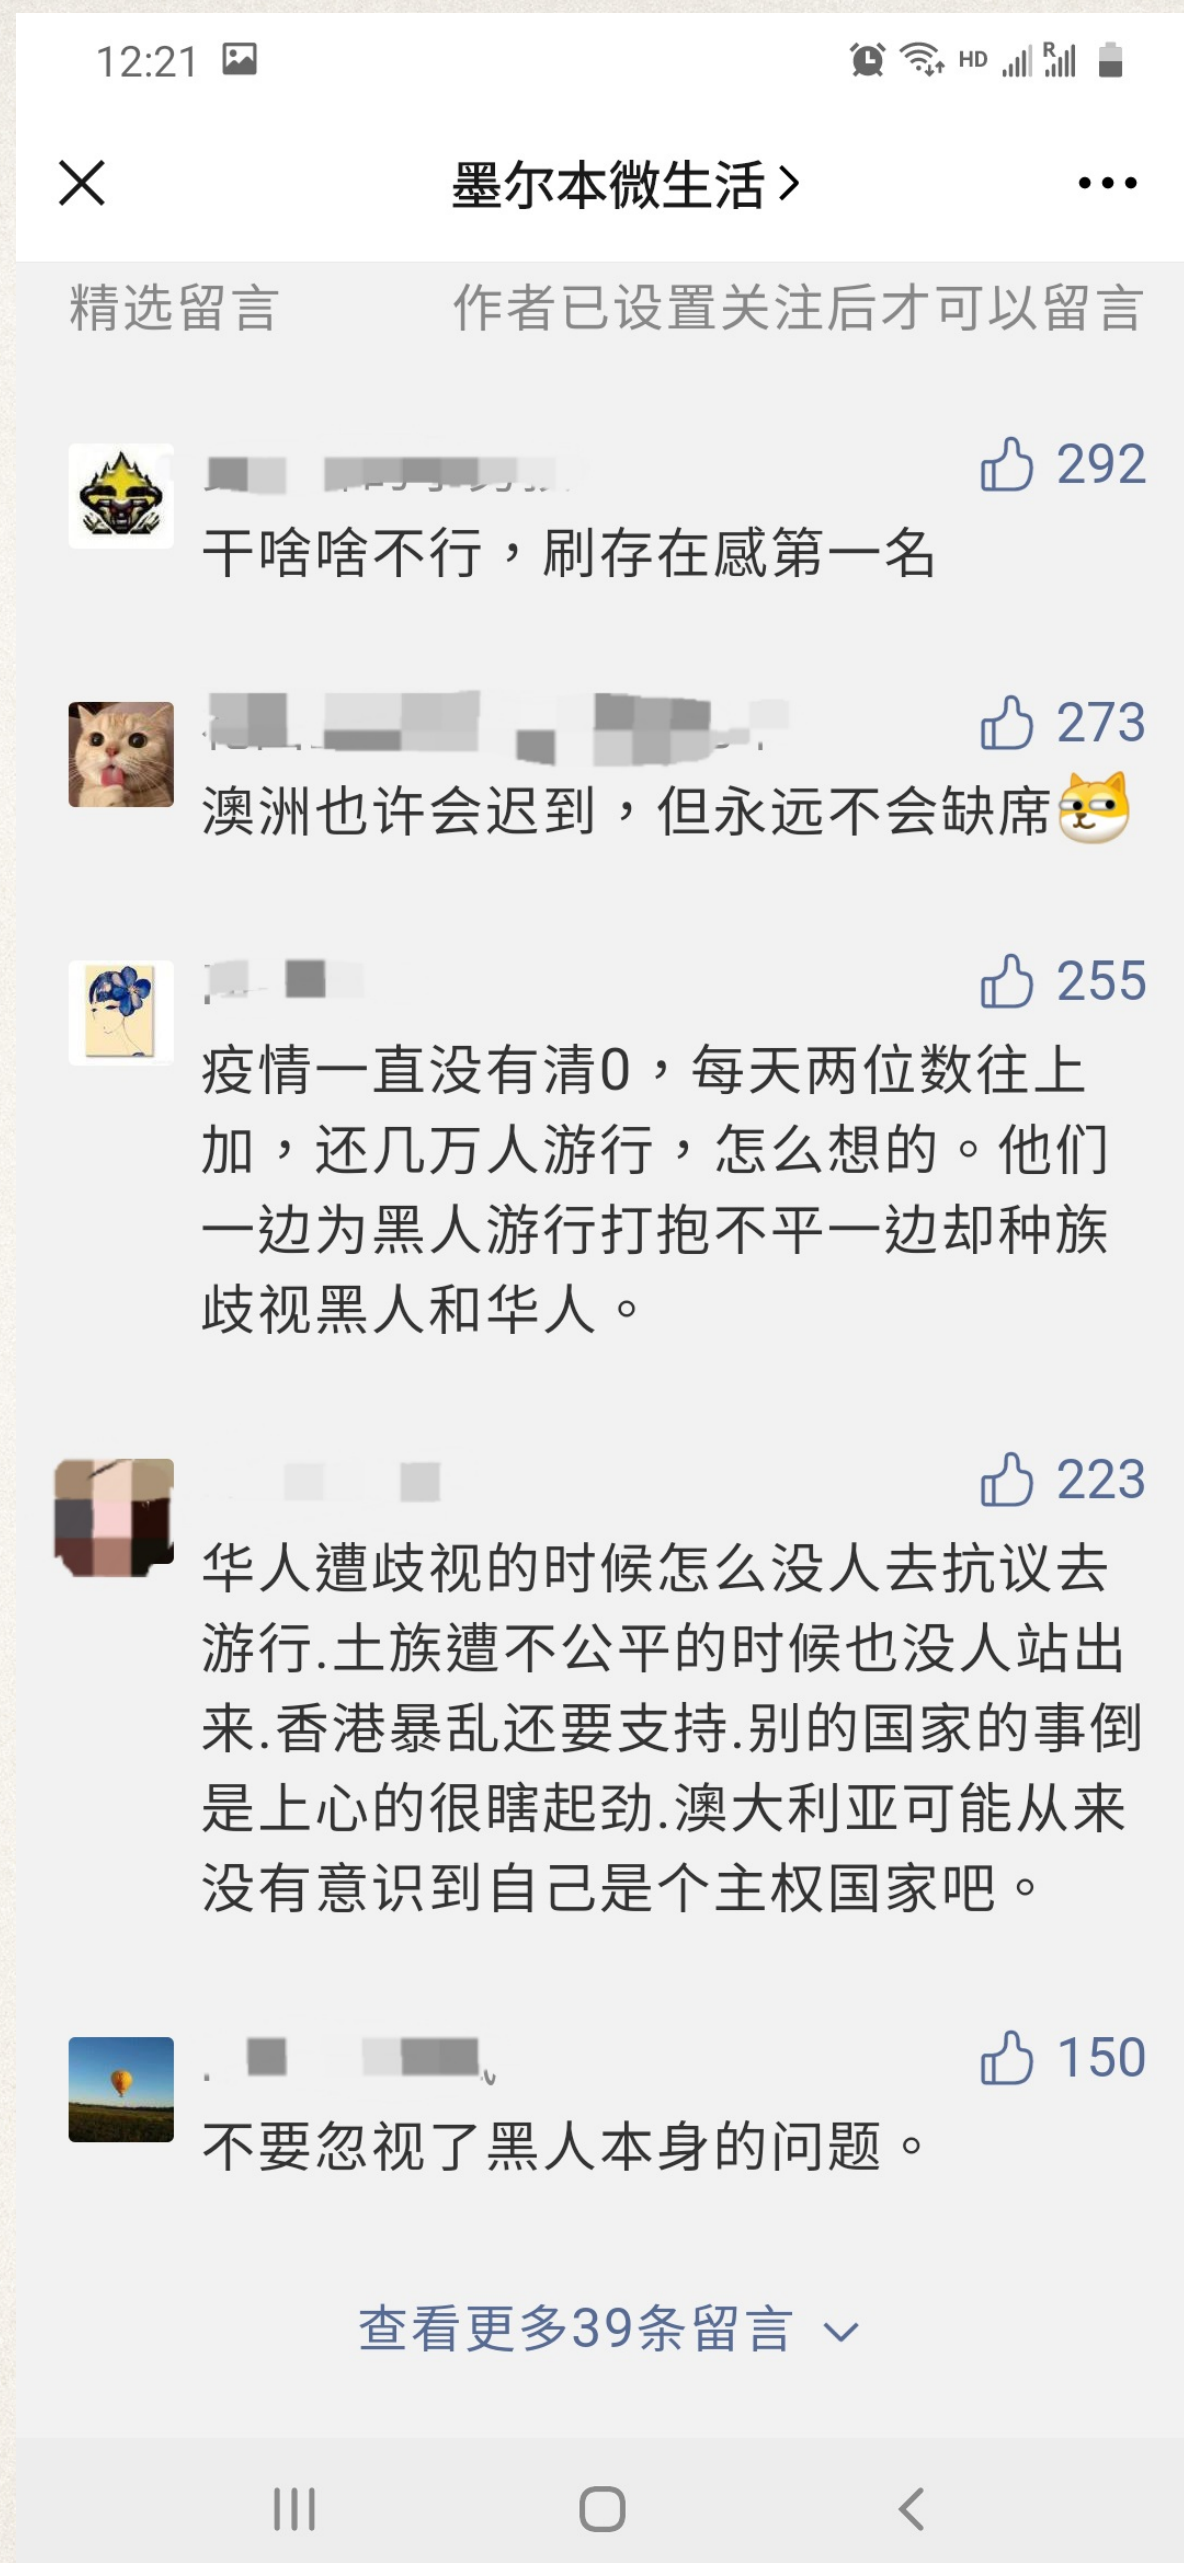 12:21
HD
R
墨尔本微生活
精选留言 作者已设置关注后才可以留言
292
干啥啥不行，刷存在感第一名
273
澳洲也许会迟到，但永远不会缺席
255
疫情一直没有清0，每天两位数往上
加，还几万人游行，怎么想的。他们
一边为黑人游行打抱不平一边却种族
歧视黑人和华人。
223
华人遭歧视的时候怎么没人去抗议去
游行.土族遭不公平的时候也没人站出
来.香港暴乱还要支持.别的国家的事倒
是上心的很瞎起劲.澳大利亚可能从来
没有意识到自己是个主权国家吧。
150
不要忽视了黑人本身的问题。
查看更多39条留言